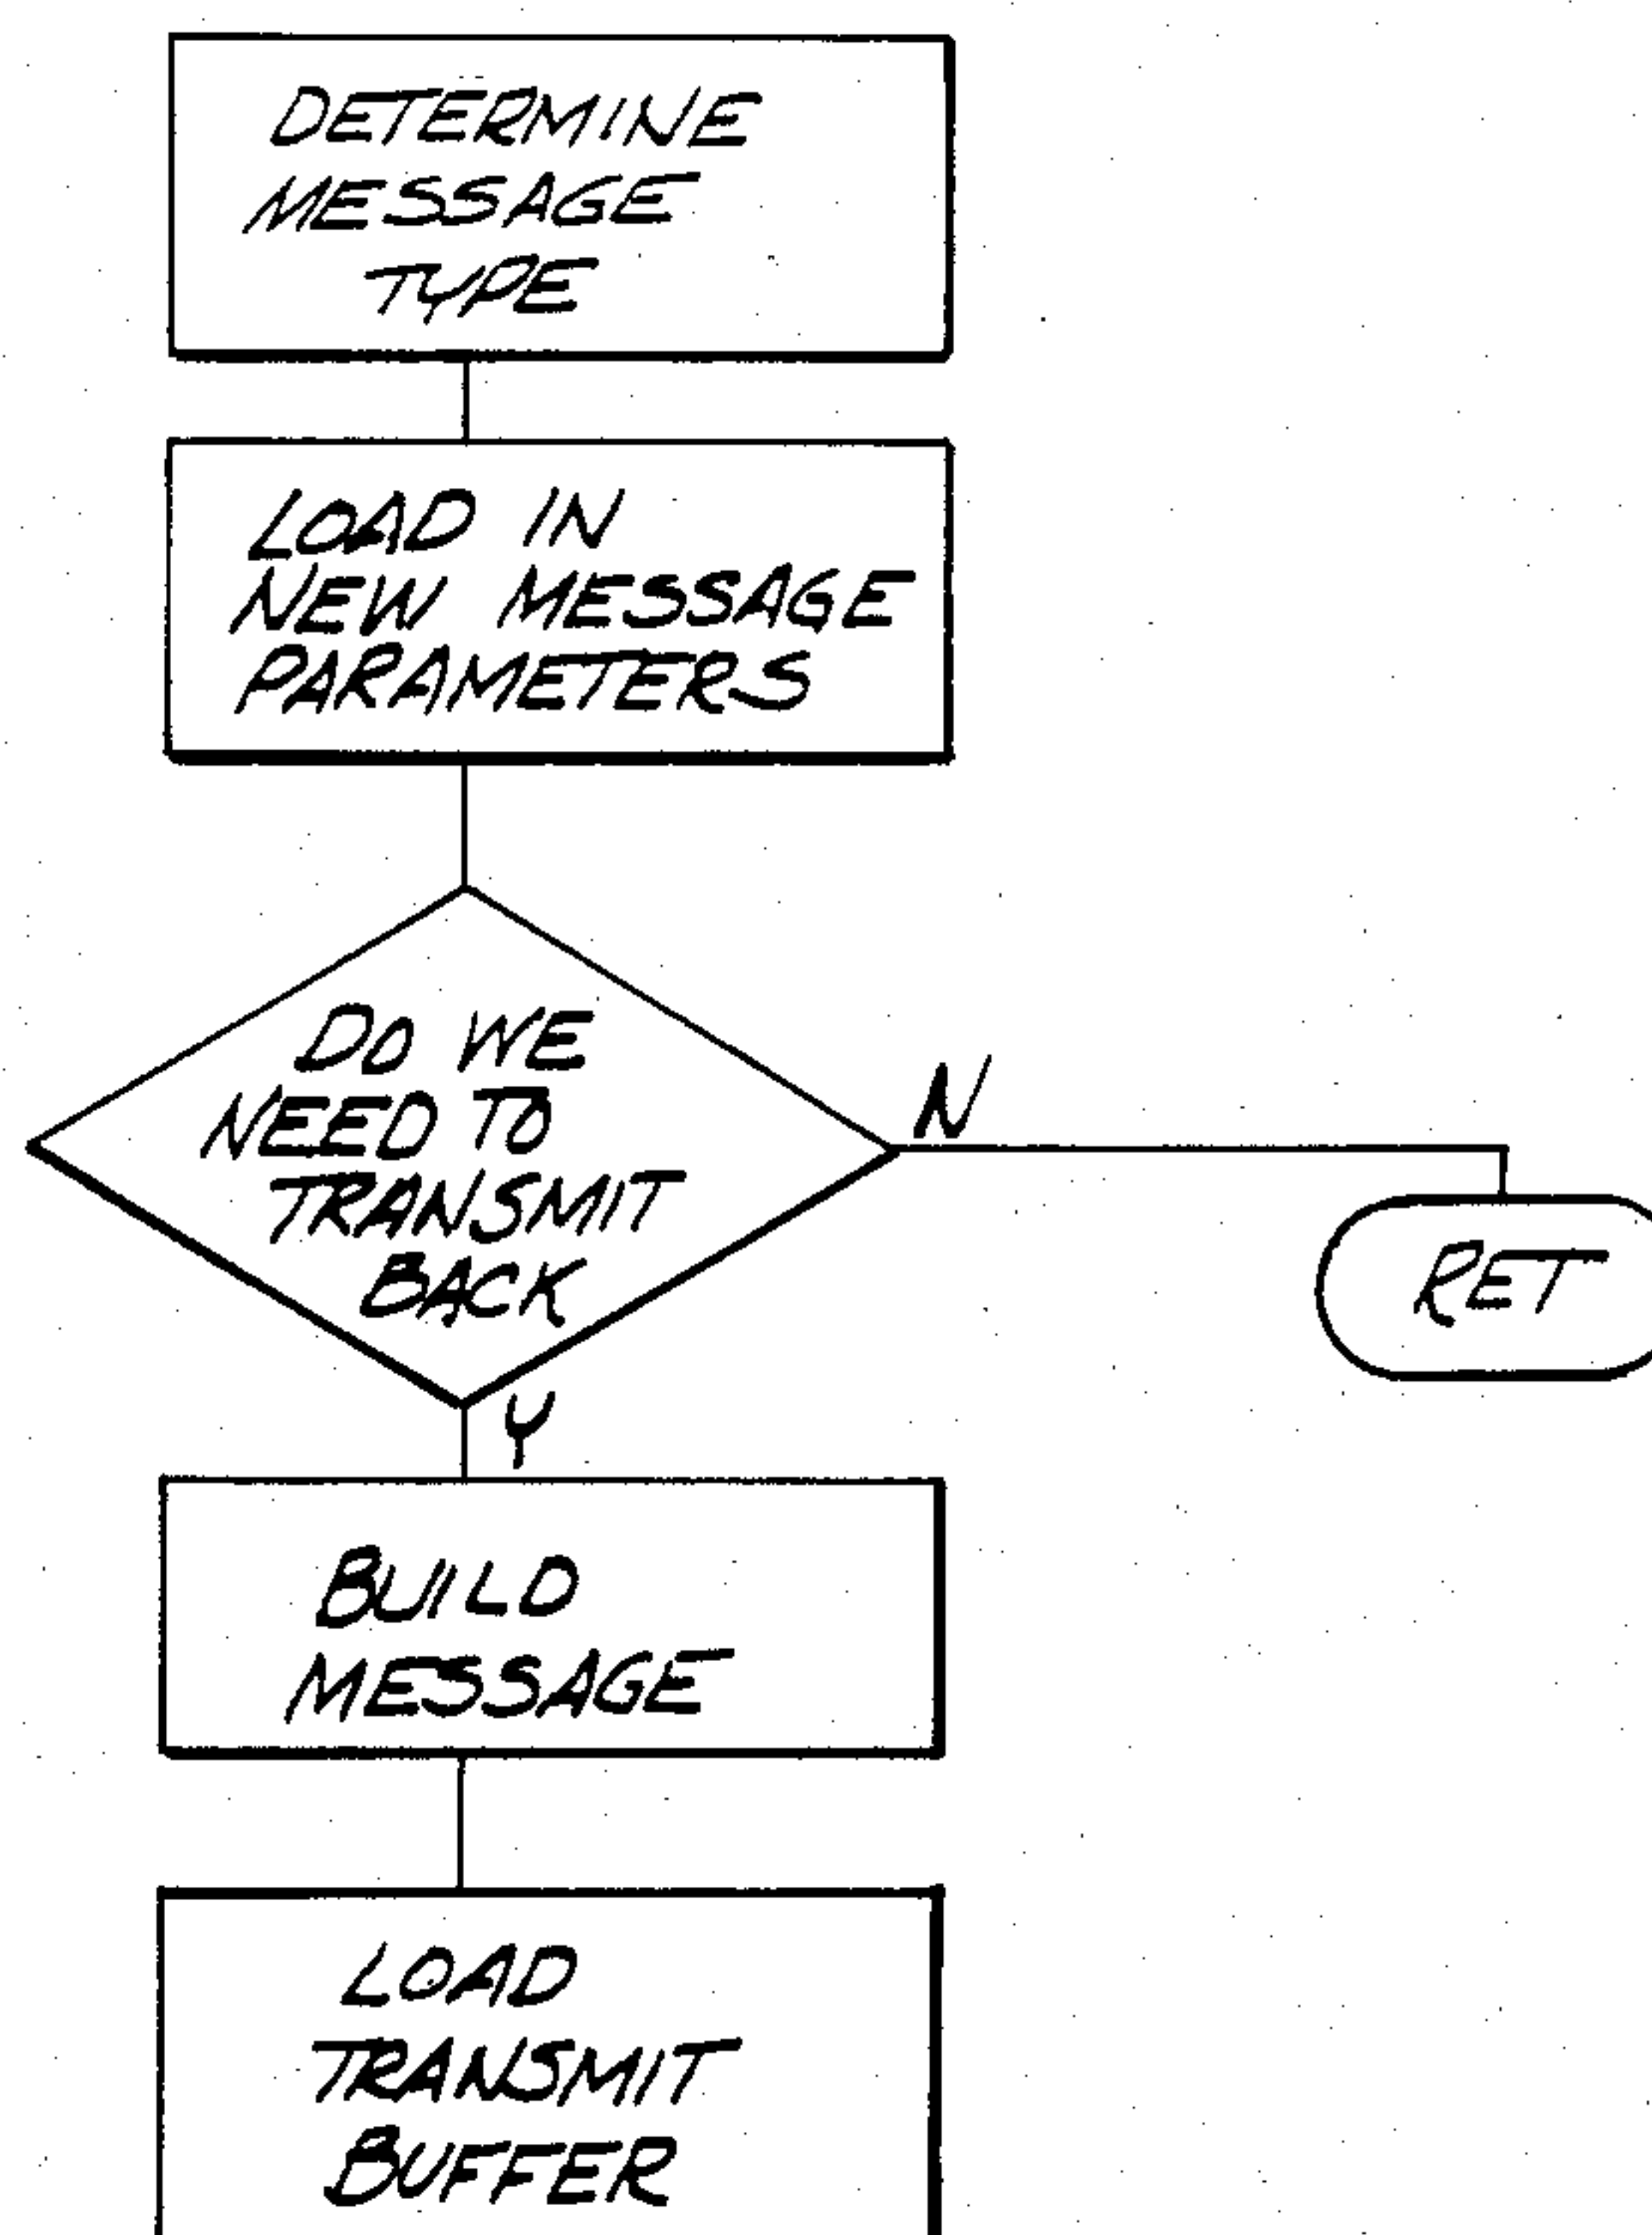 DETERMINE
MESSAGE
TYPE
LOAD IN
NEW MESSAGE
PARAMETERS
DO WE
NEED TO
TRANSMIT
BACK
N
RET
Y
BUILD
MESSAGE
LOAD
TRANSMIT
BUFFER